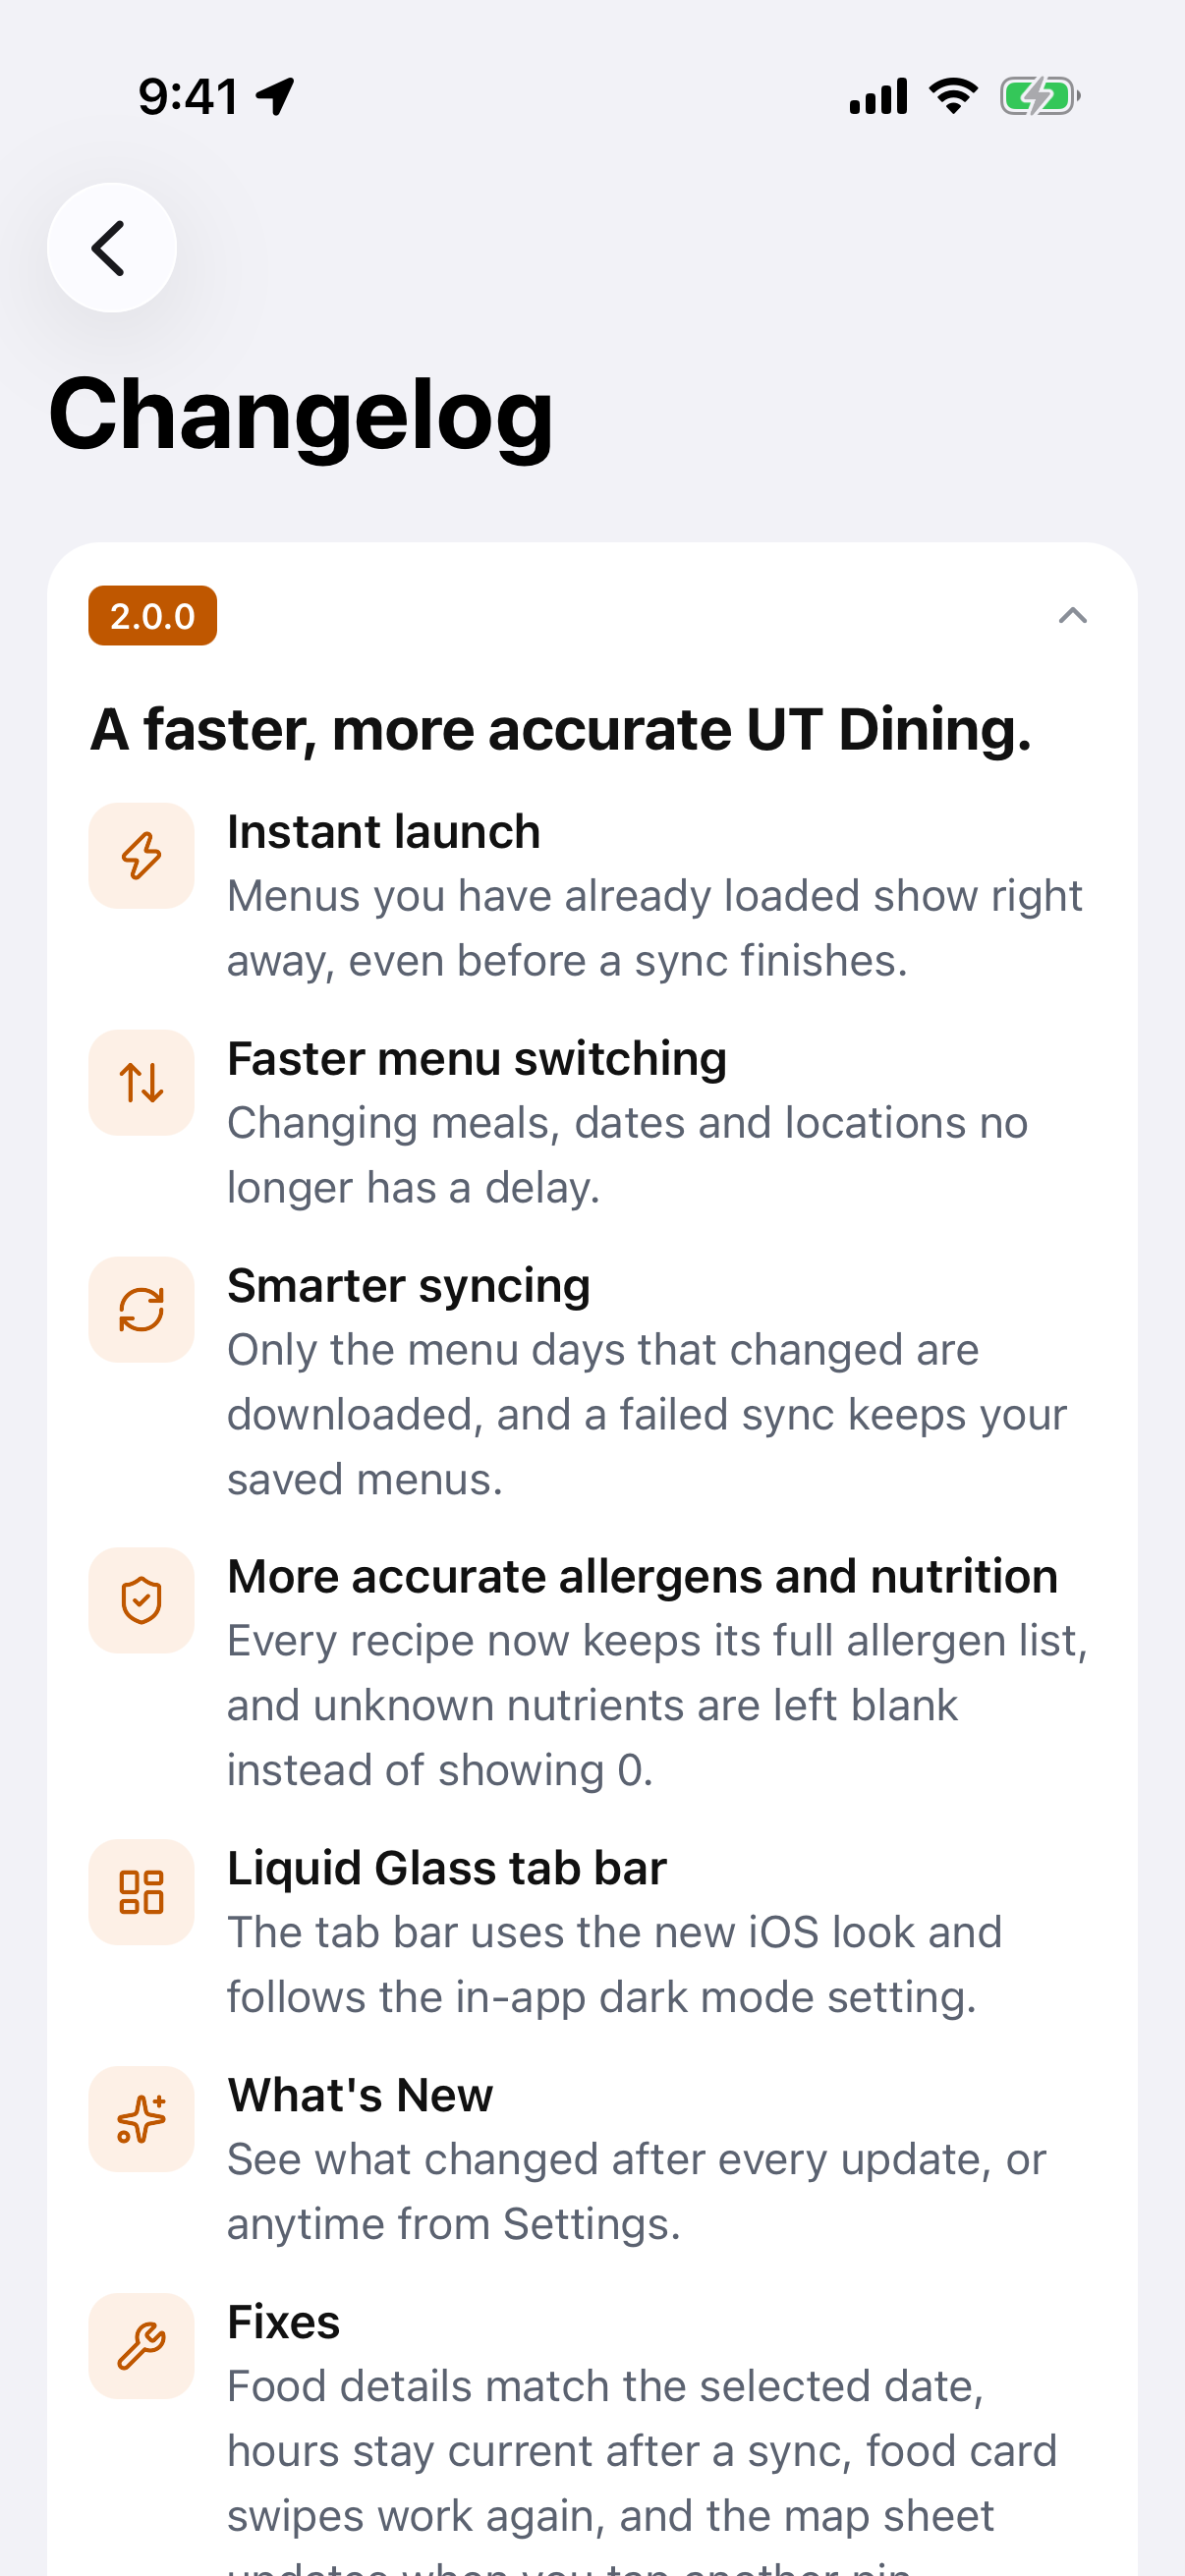 9:41
Changelog
2.0.0
A faster, more accurate UT Dining.
Instant launch
Menus you have already loaded show right
away, even before a sync finishes.
Faster menu switching
Changing meals, dates and locations no
longer has a delay.
Smarter syncing
Only the menu days that changed are
downloaded, and a failed sync keeps your
saved menus.
More accurate allergens and nutrition
Every recipe now keeps its full allergen list,
and unknown nutrients are left blank
instead of showing 0.
Liquid Glass tab bar
The tab bar uses the new iOS look and
follows the in-app dark mode setting.
What's New
See what changed after every update, or
anytime from Settings.
Fixes
Food details match the selected date,
hours stay current after a sync, food card
swipes work again, and the map sheet
updates when you tap another pin